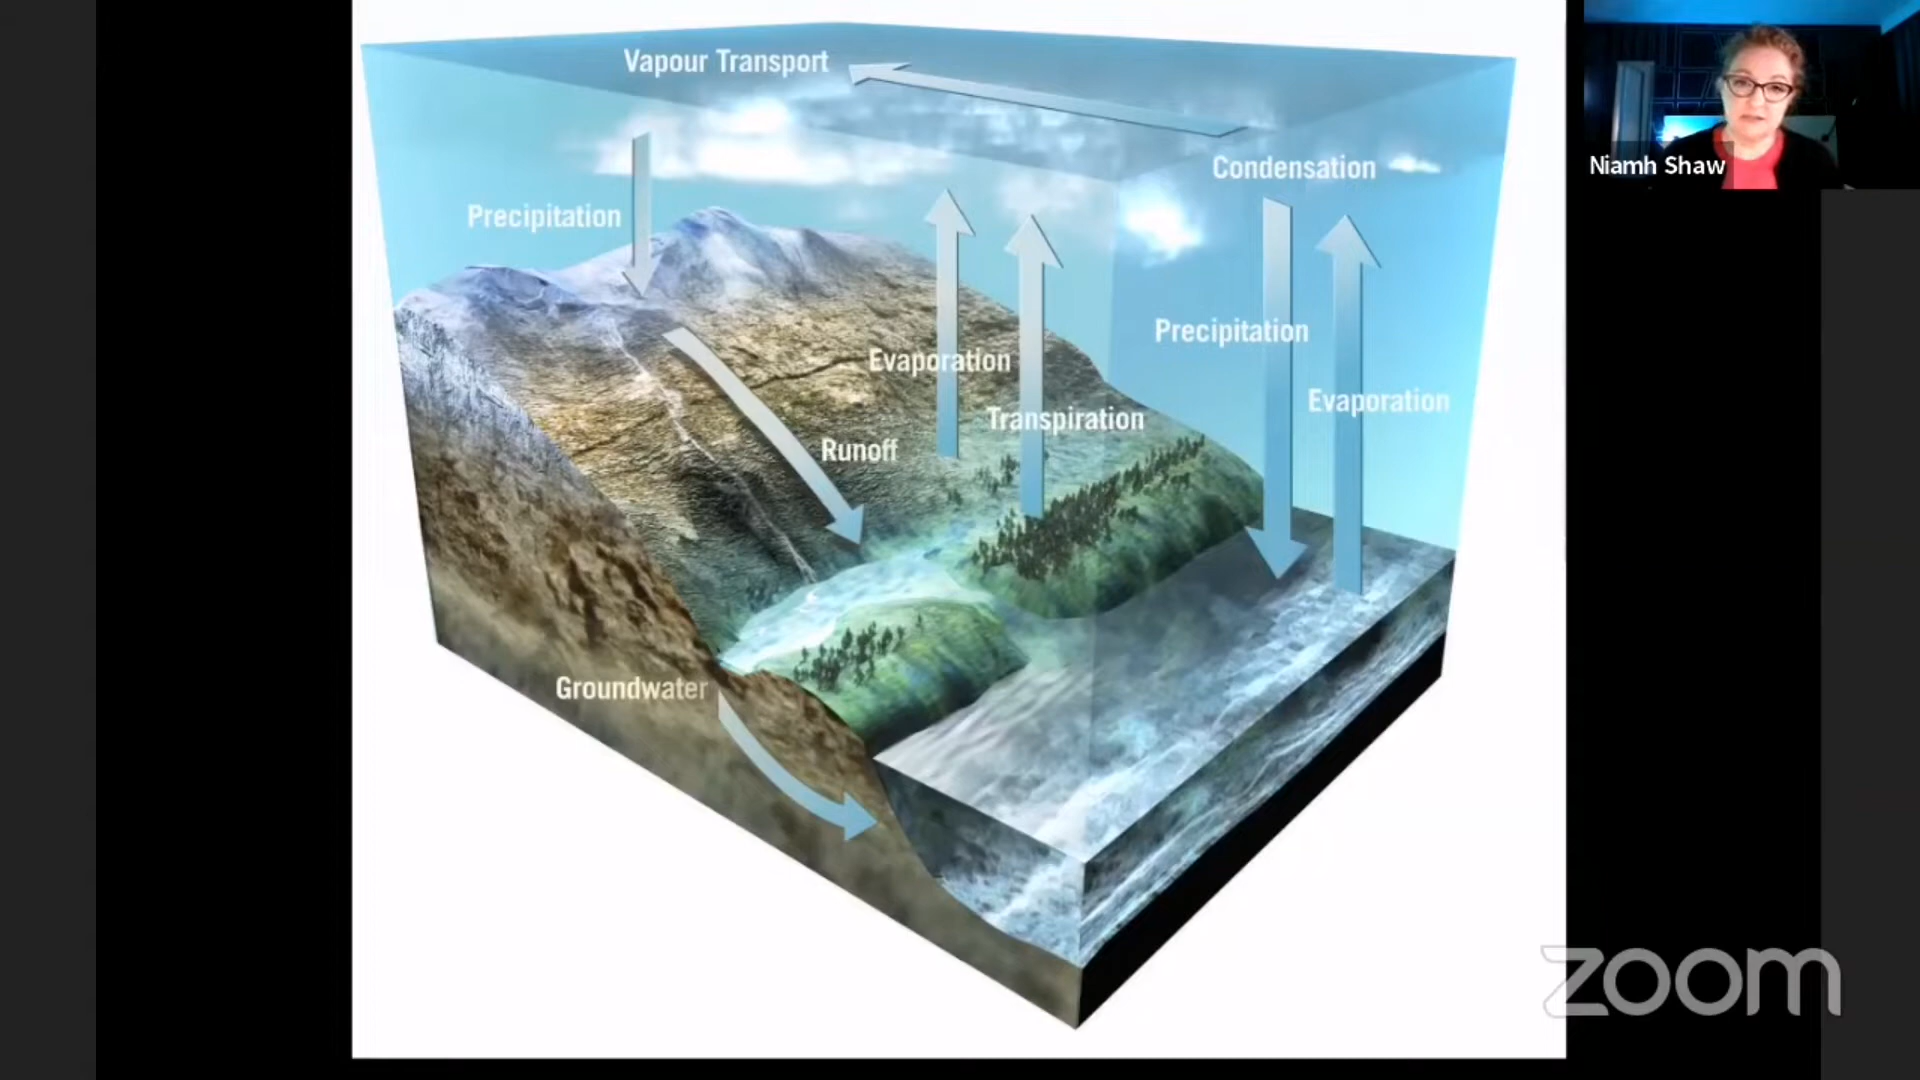 Vapour Transport
Condensation
Niamh Shaw
Precipitation
Precipitation
Evaporation
Evaporation
Transpiration
Runoff
Groundwater
zoom